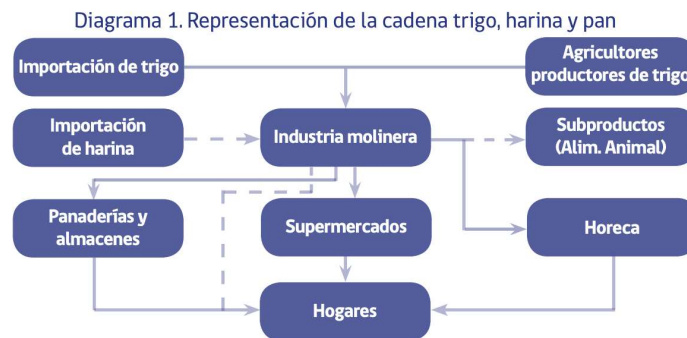 Diagrama 1. Representación de la cadena trigo, harina y pan
Importación de trigo
Agricultores
productores de trigo
Importación
de harina
Industria molinera
Subproductos
(Alim. Animal)
Panaderías y
almacenes
Supermercados
Horeca
Hogares